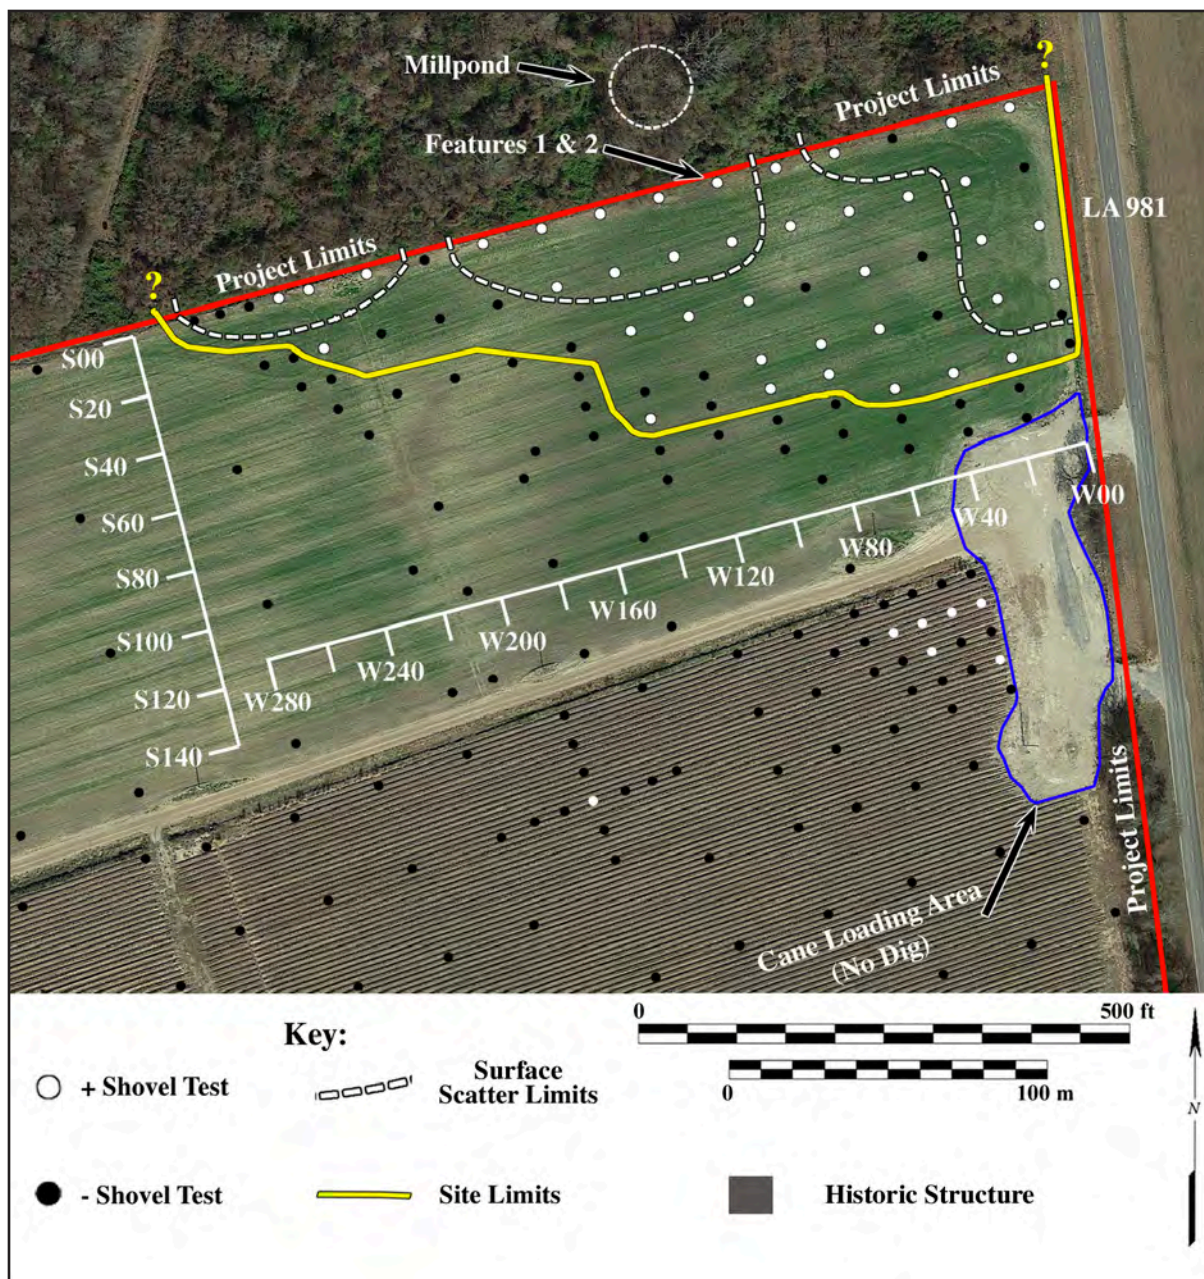 Millpond
?
Project Limits
Features 1 & 2
LA 981
Project Limits
?
S00
S20
S40
S60
S80
S100
S120
S140
W00
W40
W80
W120
W160
W200
W240
W280
Project Limits
Cane Loading Area
(No Dig)
Key:
0 500 ft
+ Shovel Test
Surface
Scatter Limits
0 100 m
N
- Shovel Test
Site Limits
Historic Structure